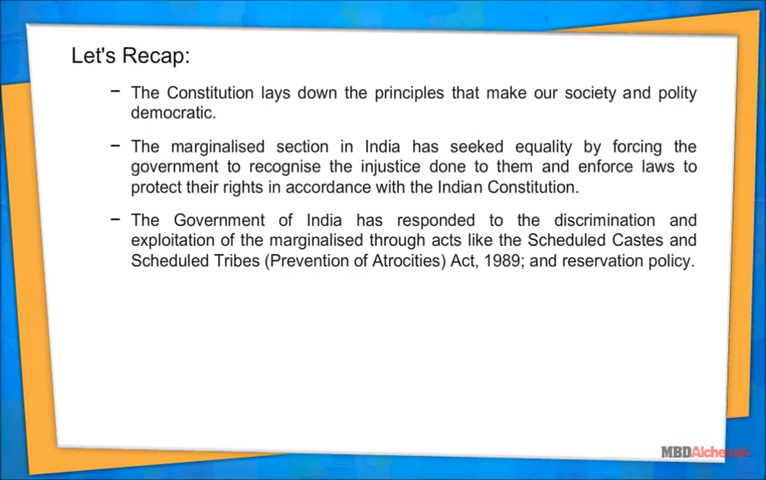 Let's Recap:
– The Constitution lays down the principles that make our society and polity
democratic.
– The marginalised section in India has seeked equality by forcing the
government to recognise the injustice done to them and enforce laws to
protect their rights in accordance with the Indian Constitution.
– The Government of India has responded to the discrimination and
exploitation of the marginalised through acts like the Scheduled Castes and
Scheduled Tribes (Prevention of Atrocities) Act, 1989; and reservation policy.
MBDAlchemie